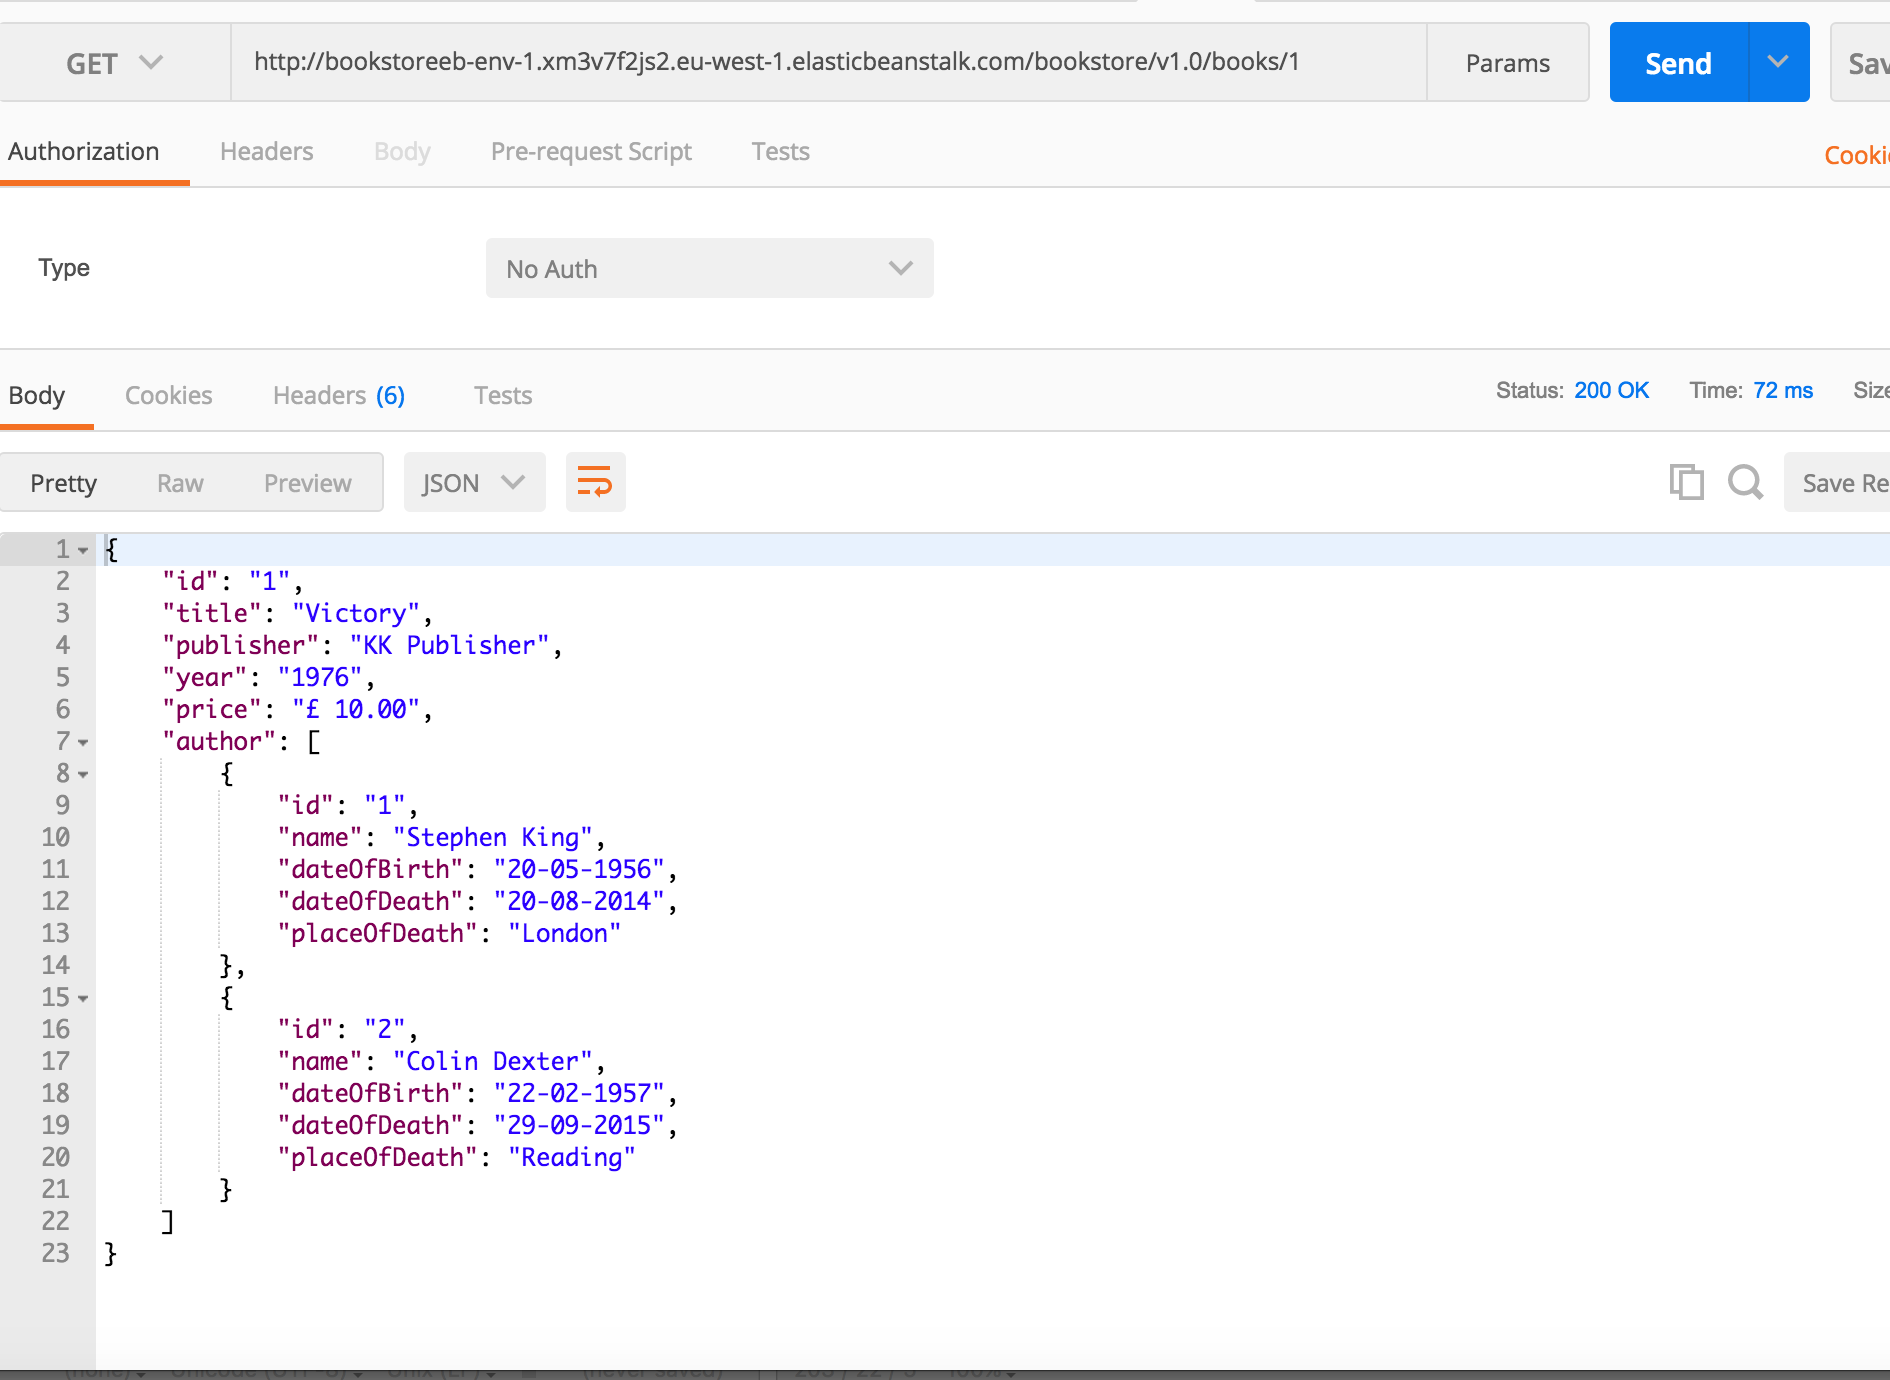 GET http://bookstoreeb-env-1.xm3v7f2js2.eu-west-1.elasticbeanstalk.com/bookstore/v1.0/books/1 Params Send Sav
Authorization Headers Body Pre-request Script Tests Cooki
Type No Auth
Body Cookies Headers (6) Tests Status: 200 OK Time: 72 ms Size
Pretty Raw Preview JSON Save Re
1 {
2 "id": "1",
3 "title": "Victory",
4 "publisher": "KK Publisher",
5 "year": "1976",
6 "price": "£ 10.00",
7 "author": [
8 {
9 "id": "1",
10 "name": "Stephen King",
11 "dateOfBirth": "20-05-1956",
12 "dateOfDeath": "20-08-2014",
13 "placeOfDeath": "London"
14 },
15 {
16 "id": "2",
17 "name": "Colin Dexter",
18 "dateOfBirth": "22-02-1957",
19 "dateOfDeath": "29-09-2015",
20 "placeOfDeath": "Reading"
21 }
22 ]
23 }